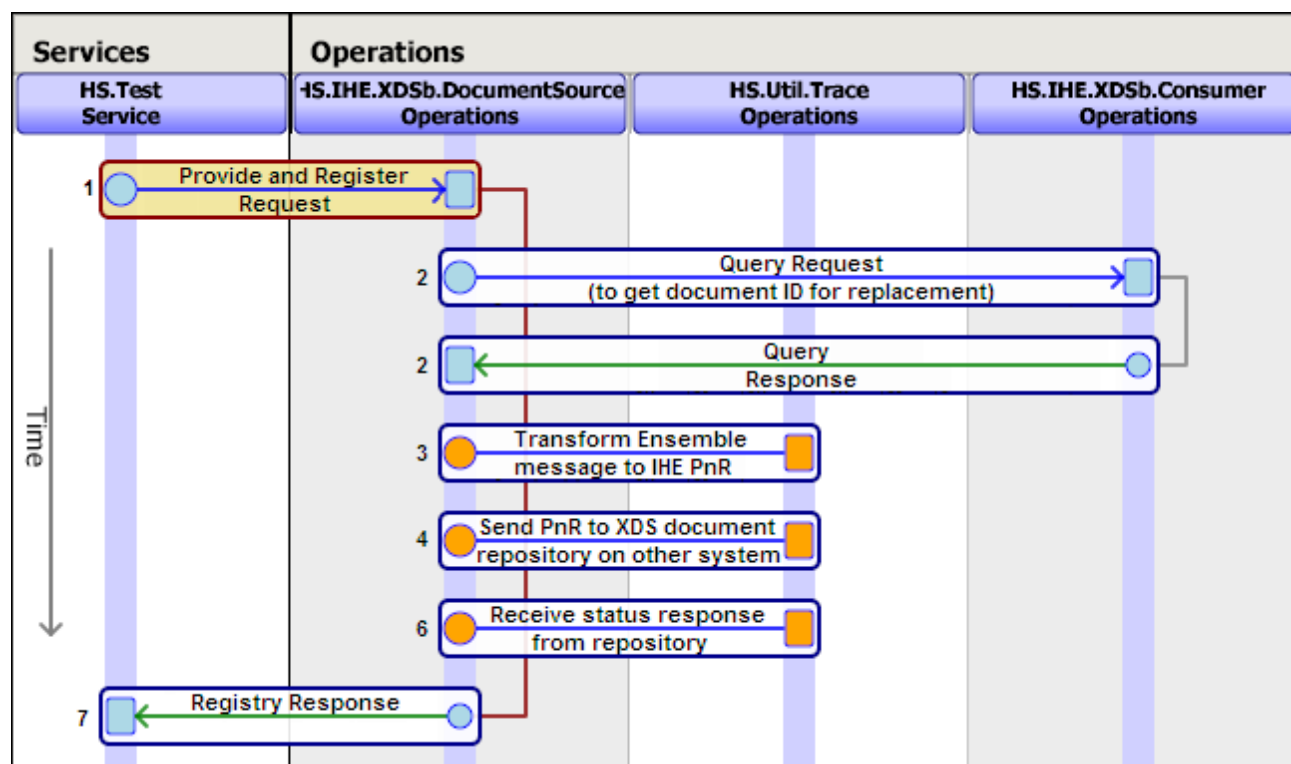 Services
Operations
HS.Test
Service
HS.IHE.XDSb.DocumentSource
Operations
HS.Util.Trace
Operations
HS.IHE.XDSb.Consumer
Operations
1
Provide and Register
Request
2
Query Request
(to get document ID for replacement)
2
Query
Response
Time
3
Transform Ensemble
message to IHE PnR
4
Send PnR to XDS document
repository on other system
6
Receive status response
from repository
7
Registry Response